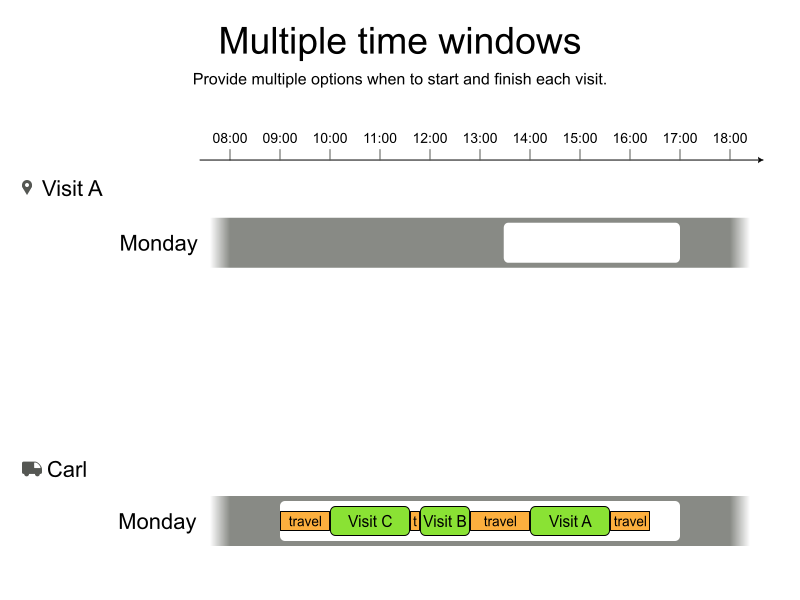 Multiple time windows
Provide multiple options when to start and finish each visit.
08:00 09:00 10:00 11:00 12:00 13:00 14:00 15:00 16:00 17:00 18:00
Visit A
Monday
Carl
Monday travel Visit C t Visit B travel Visit A travel